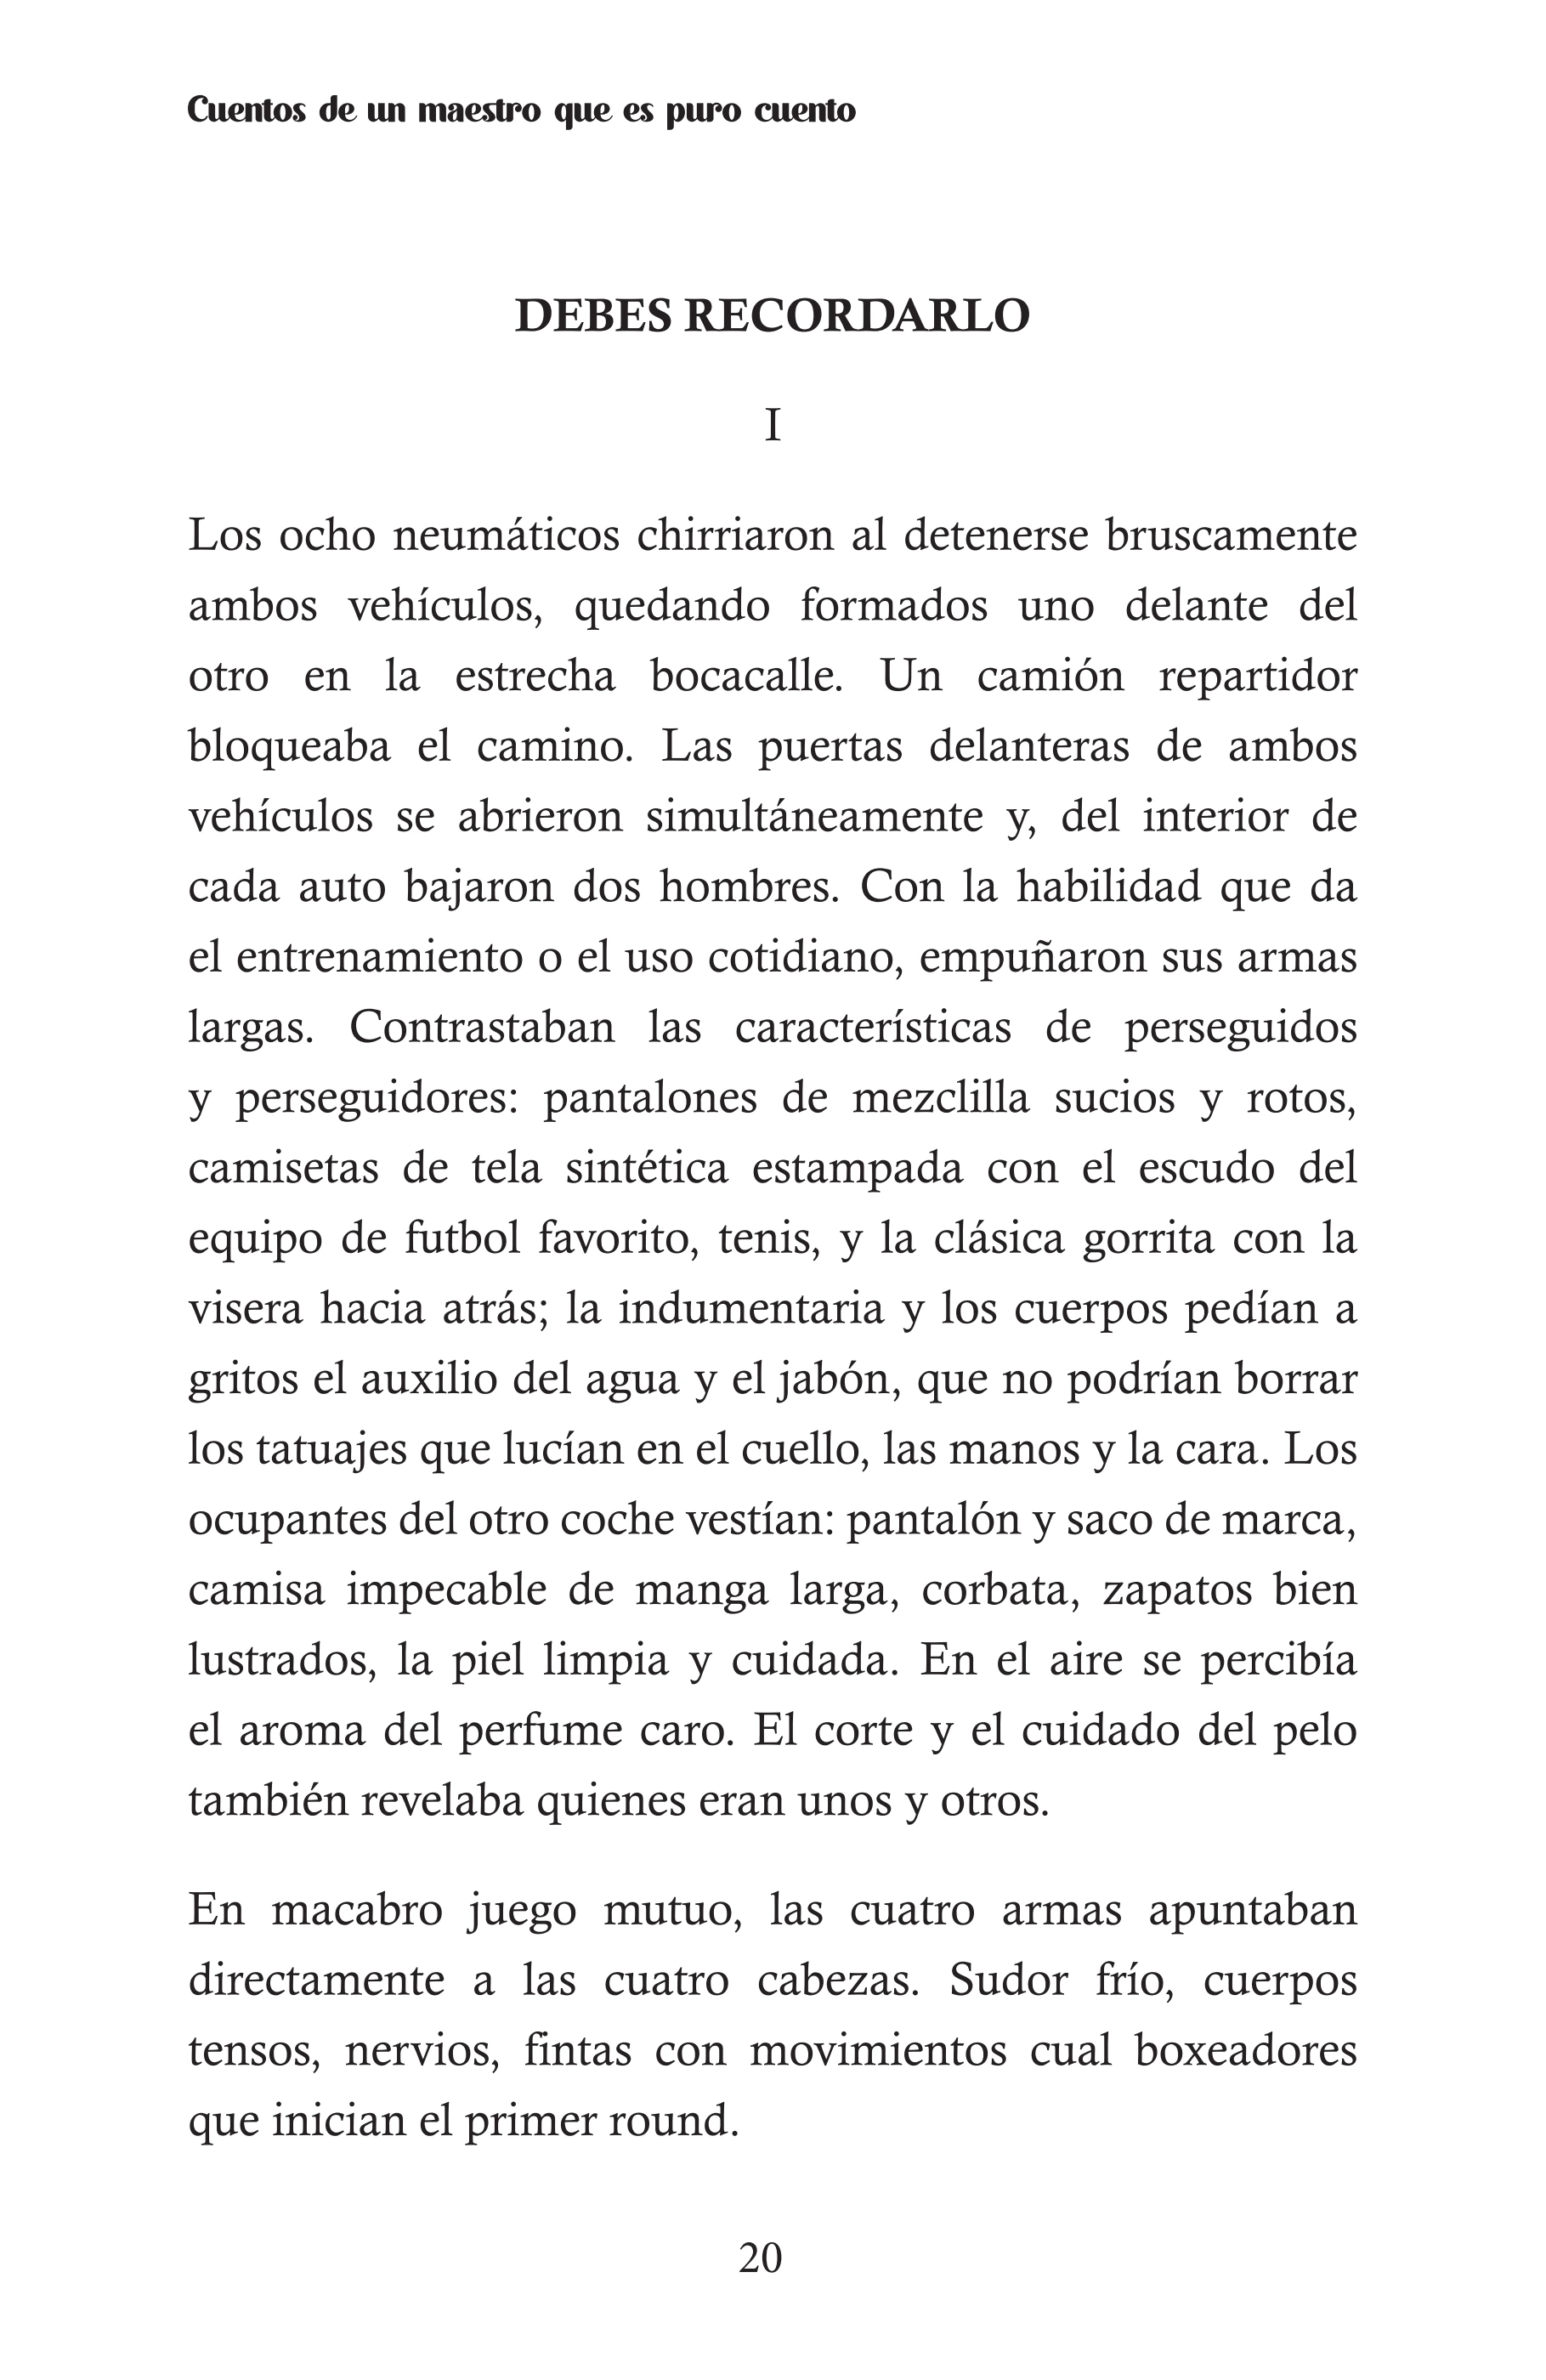 Cuentos de un maestro que es puro cuento
DEBES RECORDARLO
I
Los ocho neumáticos chirriaron al detenerse bruscamente
ambos vehículos, quedando formados uno delante del
otro en la estrecha bocacalle. Un camión repartidor
bloqueaba el camino. Las puertas delanteras de ambos
vehículos se abrieron simultáneamente y, del interior de
cada auto bajaron dos hombres. Con la habilidad que da
el entrenamiento o el uso cotidiano, empuñaron sus armas
largas. Contrastaban las características de perseguidos
y perseguidores: pantalones de mezclilla sucios y rotos,
camisetas de tela sintética estampada con el escudo del
equipo de futbol favorito, tenis, y la clásica gorrita con la
visera hacia atrás; la indumentaria y los cuerpos pedían a
gritos el auxilio del agua y el jabón, que no podrían borrar
los tatuajes que lucían en el cuello, las manos y la cara. Los
ocupantes del otro coche vestían: pantalón y saco de marca,
camisa impecable de manga larga, corbata, zapatos bien
lustrados, la piel limpia y cuidada. En el aire se percibía
el aroma del perfume caro. El corte y el cuidado del pelo
también revelaba quienes eran unos y otros.
En macabro juego mutuo, las cuatro armas apuntaban
directamente a las cuatro cabezas. Sudor frío, cuerpos
tensos, nervios, fintas con movimientos cual boxeadores
que inician el primer round.
20